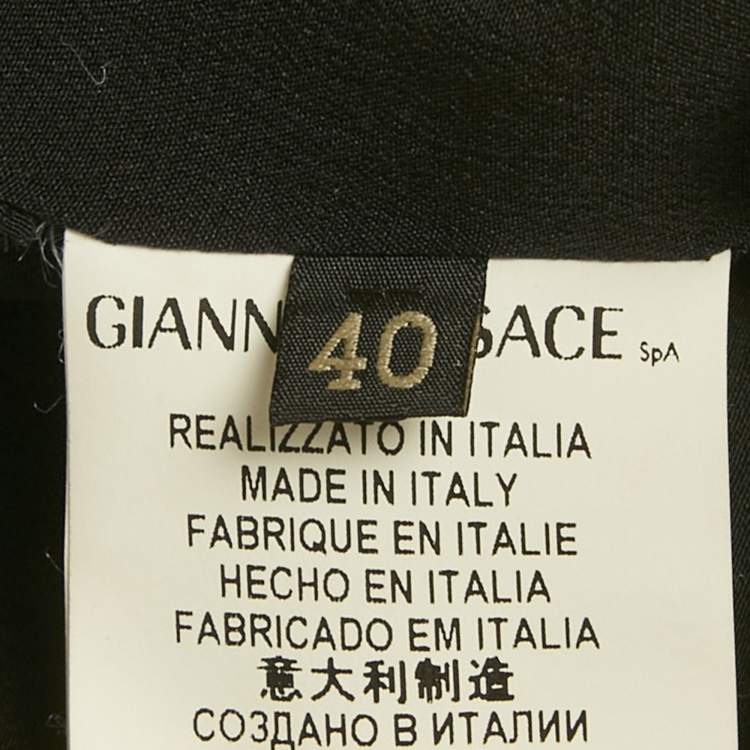 GIANN SACE SpA
40
REALIZZATO IN ITALIA
MADE IN ITALY
FABRIQUE EN ITALIE
HECHO EN ITALIA
FABRICADO EM ITALIA
意大利制造
СОЗДАНО В ИТАЛИИ